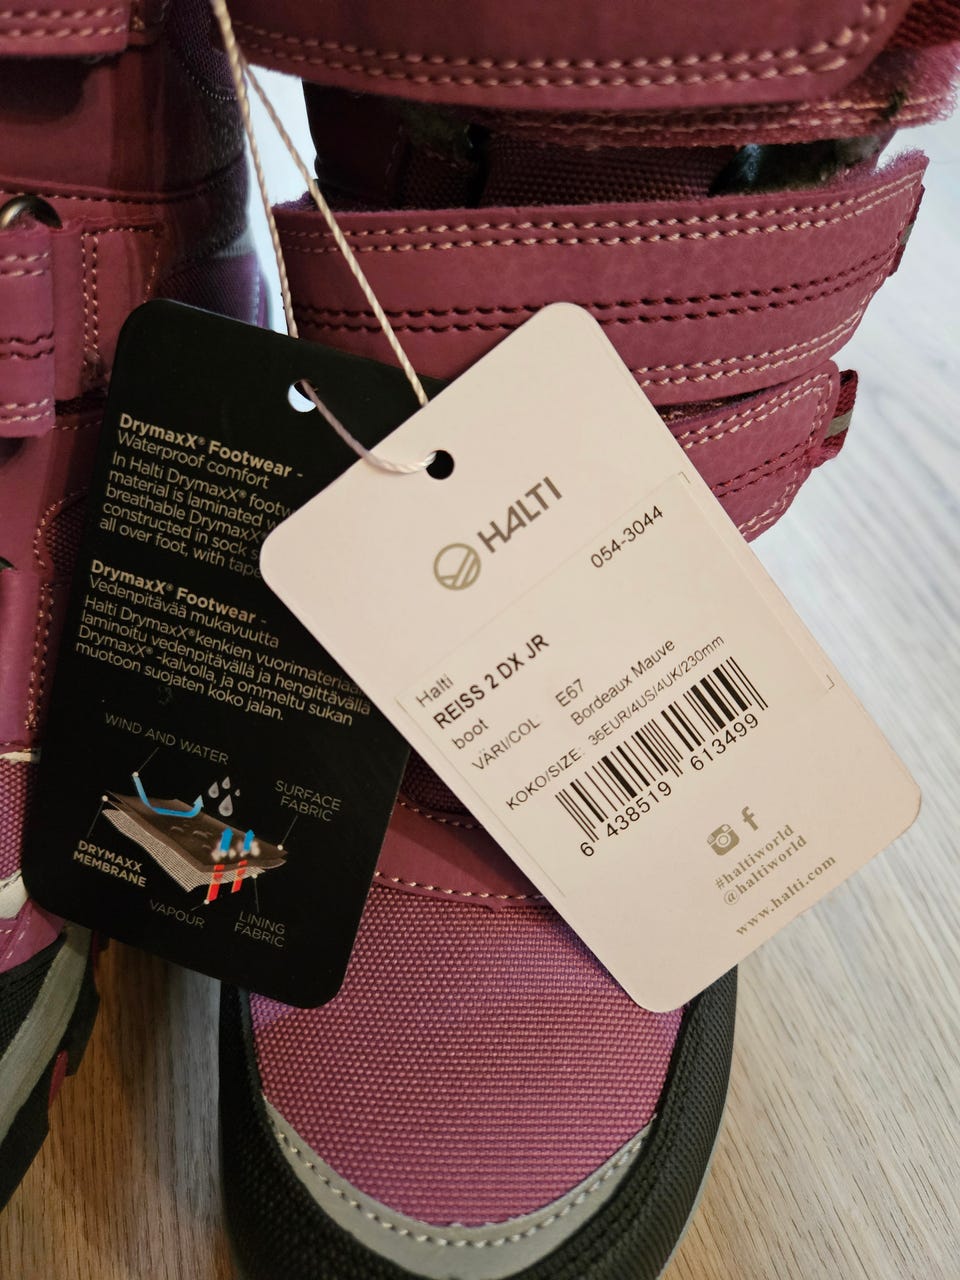 DrymaxX® Footwear -
Waterproof comfort
In Halti DrymaxX®
material is laminated
breathable DrymaxX
constructed in sock
all over foot, with
DrymaxX® Footwear -
Vedenpitävää mukavuutta
Halti DrymaxX® kenkien vuorimateriaali
laminoitu vedenpitävällä ja hengittävällä
DrymaxX® -kalvolla, ja ommeltu sukan
muotoon suojaten koko jalan.
WIND AND WATER
SURFACE
FABRIC
DRYMAXX
MEMBRANE
VAPOUR
LINING
FABRIC
HALTI
054-3044
Halti
REISS 2 DX JR
boot
VÄRI/COL: E67
Bordeaux Mauve
KOKO/SIZE: 36EUR/4US/4UK/230mm
6 438519 613499
#haltiworld
@haltiworld
www.halti.com